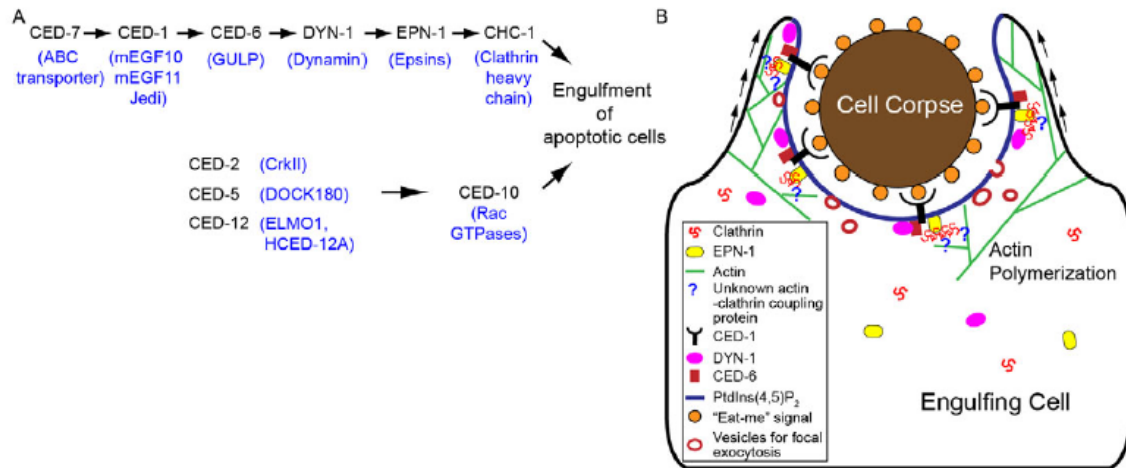 A
CED-7 CED-1 CED-6 DYN-1 EPN-1 CHC-1
(ABC transporter)
(mEGF10 mEGF11 Jedi)
(GULP)
(Dynamin)
(Epsins)
(Clathrin heavy chain)
Engulfment
of
apoptotic cells
CED-2 (CrkII)
CED-5 (DOCK180)
CED-12 (ELMO1,
HCED-12A)
CED-10
(Rac
GTPases)
B
Cell Corpse
?
?
?
?
?
?
Actin
Polymerization
Engulfing Cell
Clathrin
EPN-1
Actin
? Unknown actin
-clathrin coupling
protein
CED-1
DYN-1
CED-6
PtdIns(4,5)P₂
"Eat-me" signal
Vesicles for focal
exocytosis